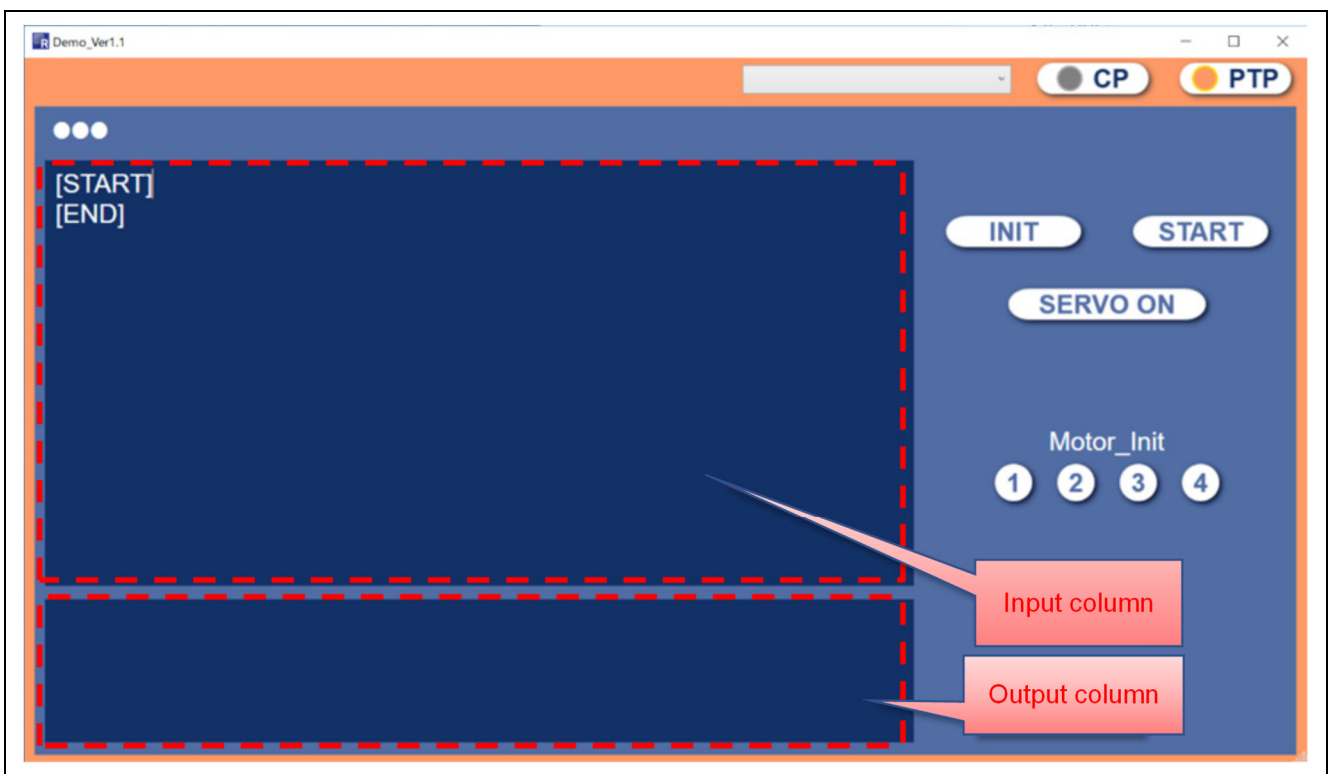 Demo_Ver1.1
CP
PTP
[START]
[END]
INIT
START
SERVO ON
Motor_Init
1 2 3 4
Input column
Output column